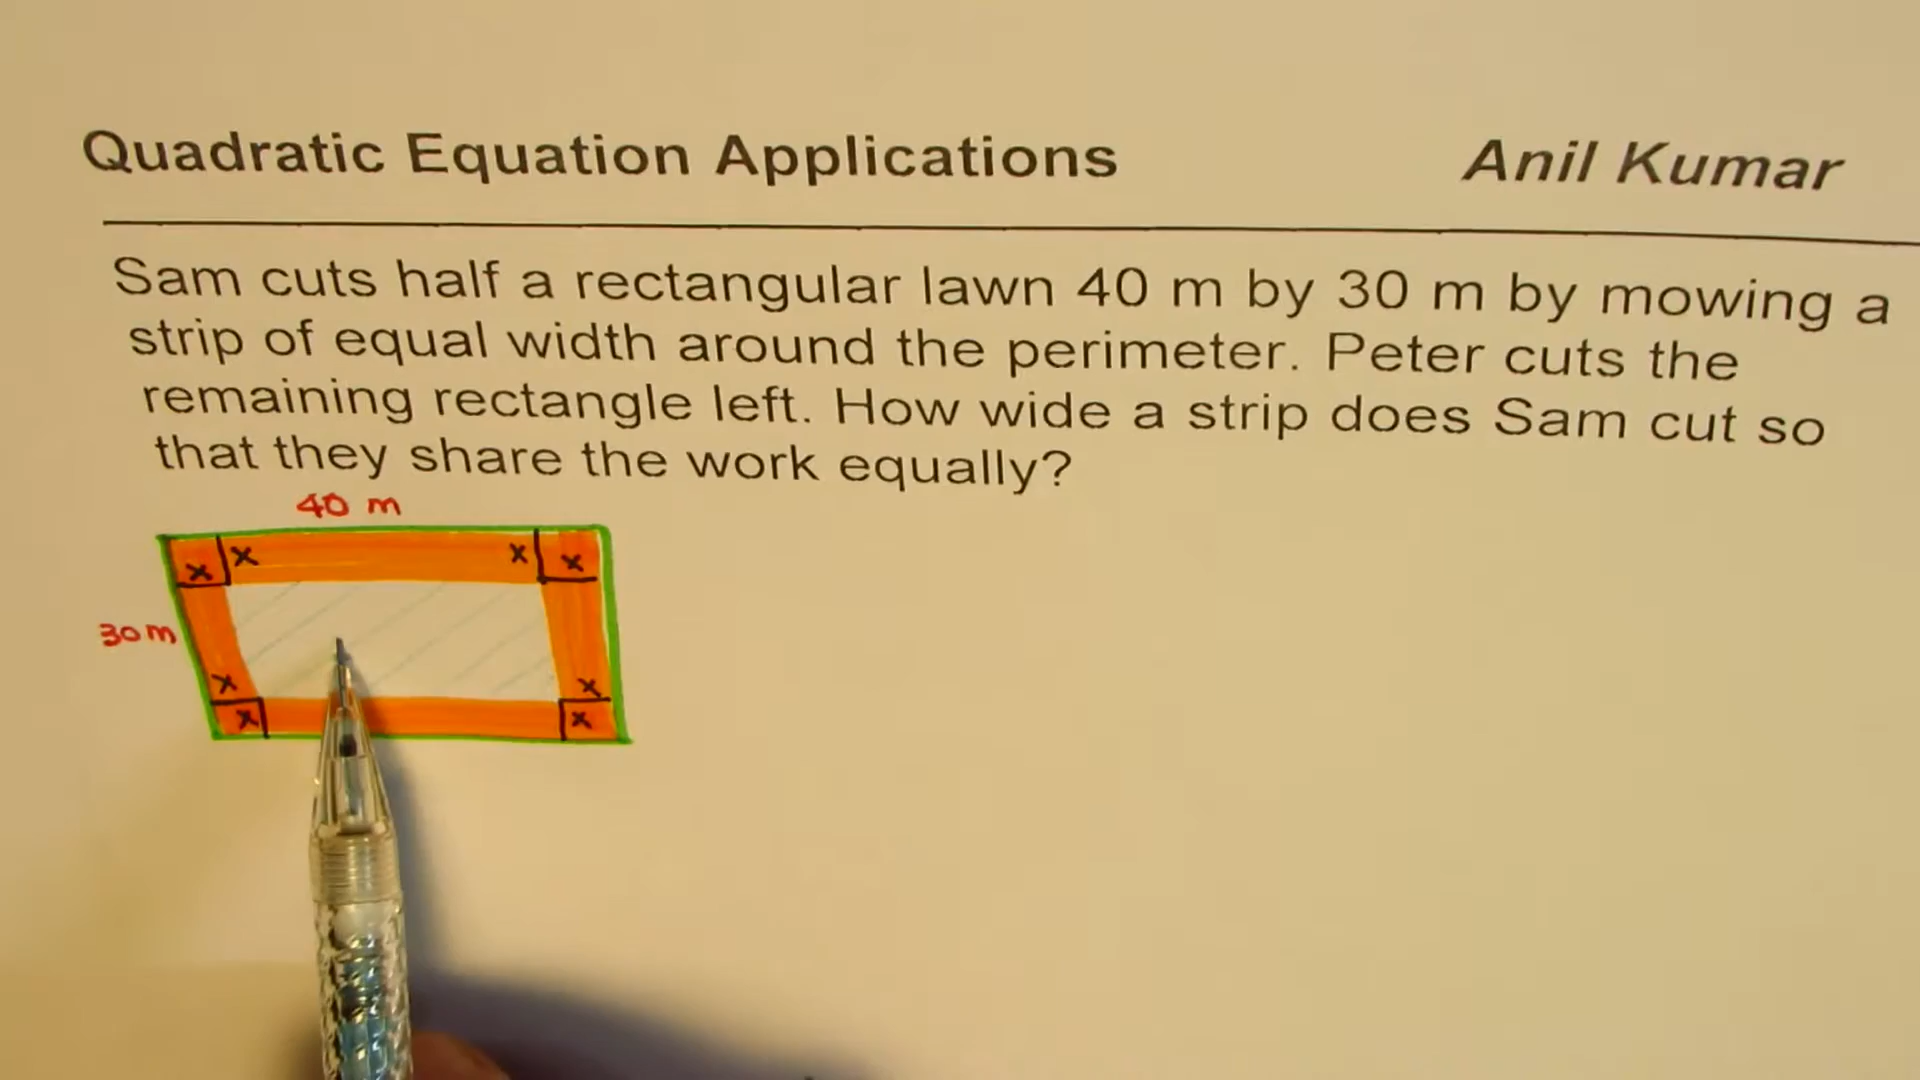 Quadratic Equation Applications Anil Kumar
Sam cuts half a rectangular lawn 40 m by 30 m by mowing a
strip of equal width around the perimeter. Peter cuts the
remaining rectangle left. How wide a strip does Sam cut so
that they share the work equally?
40 m
x x x x
30 m
x x
x x